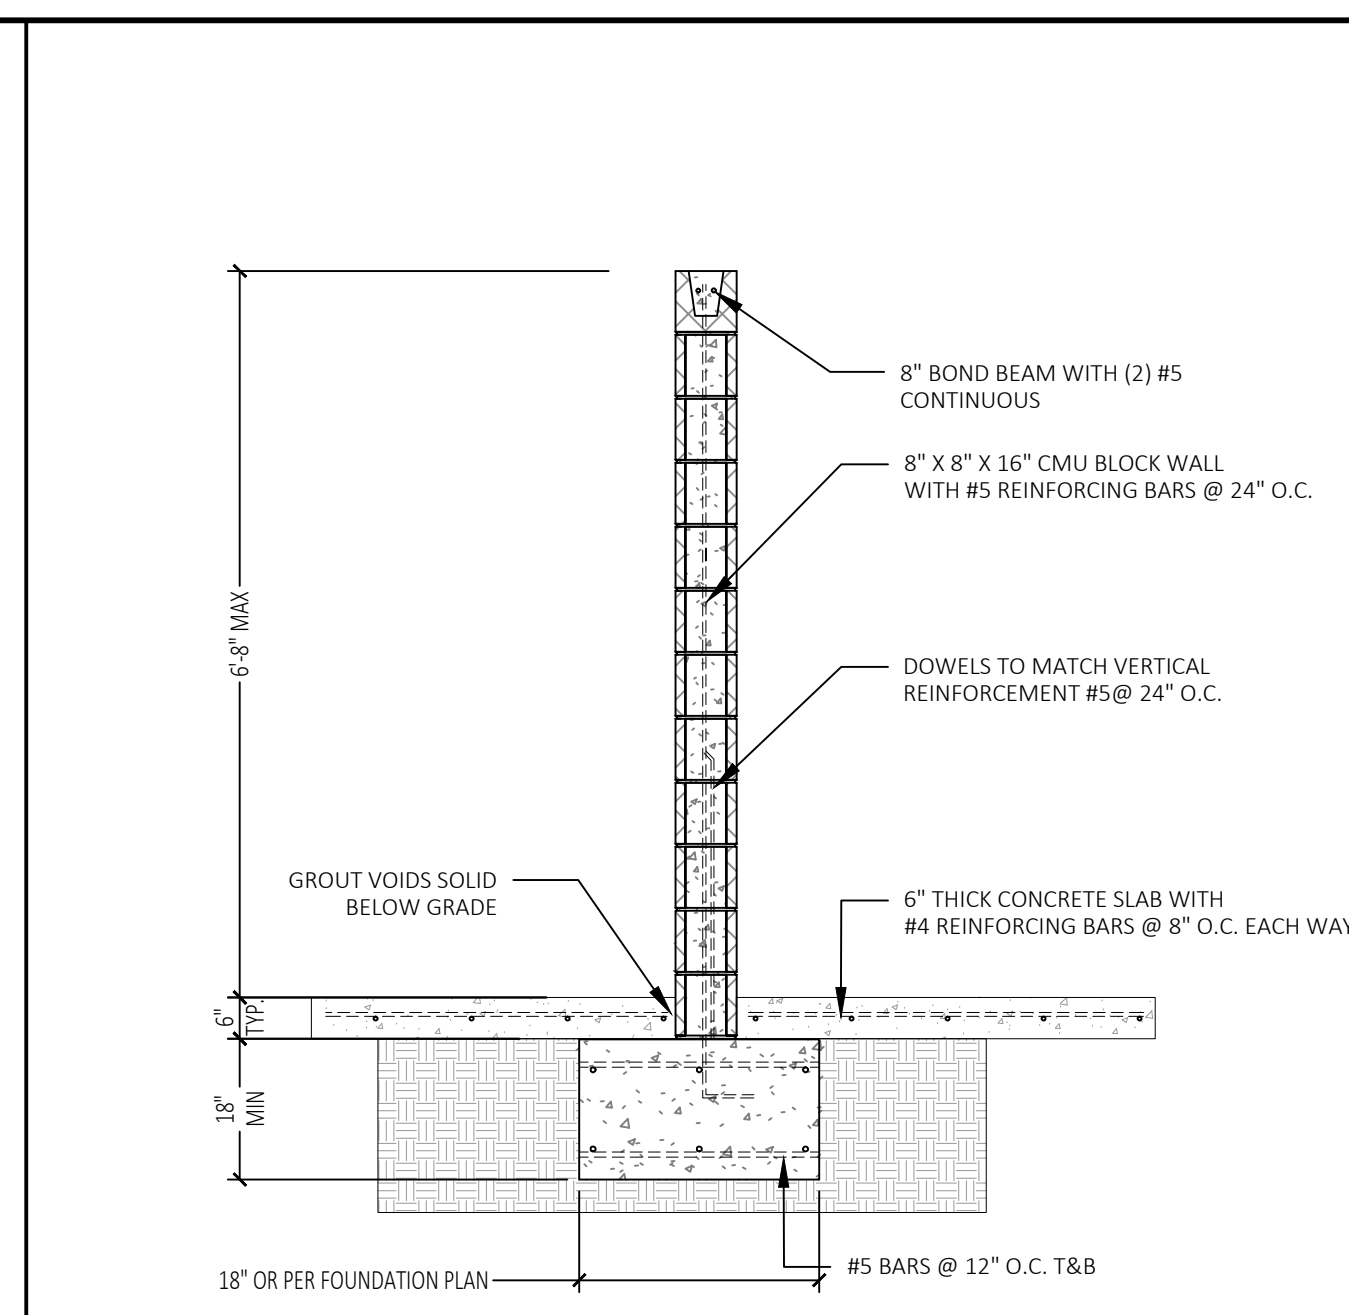 8" BOND BEAM WITH (2) #5
CONTINUOUS
8" X 8" X 16" CMU BLOCK WALL
WITH #5 REINFORCING BARS @ 24" O.C.
6'-8" MAX
DOWELS TO MATCH VERTICAL
REINFORCEMENT #5@ 24" O.C.
GROUT VOIDS SOLID
BELOW GRADE
6" THICK CONCRETE SLAB WITH
#4 REINFORCING BARS @ 8" O.C. EACH WAY
6"
TYP.
18"
MIN
18" OR PER FOUNDATION PLAN
#5 BARS @ 12" O.C. T&B